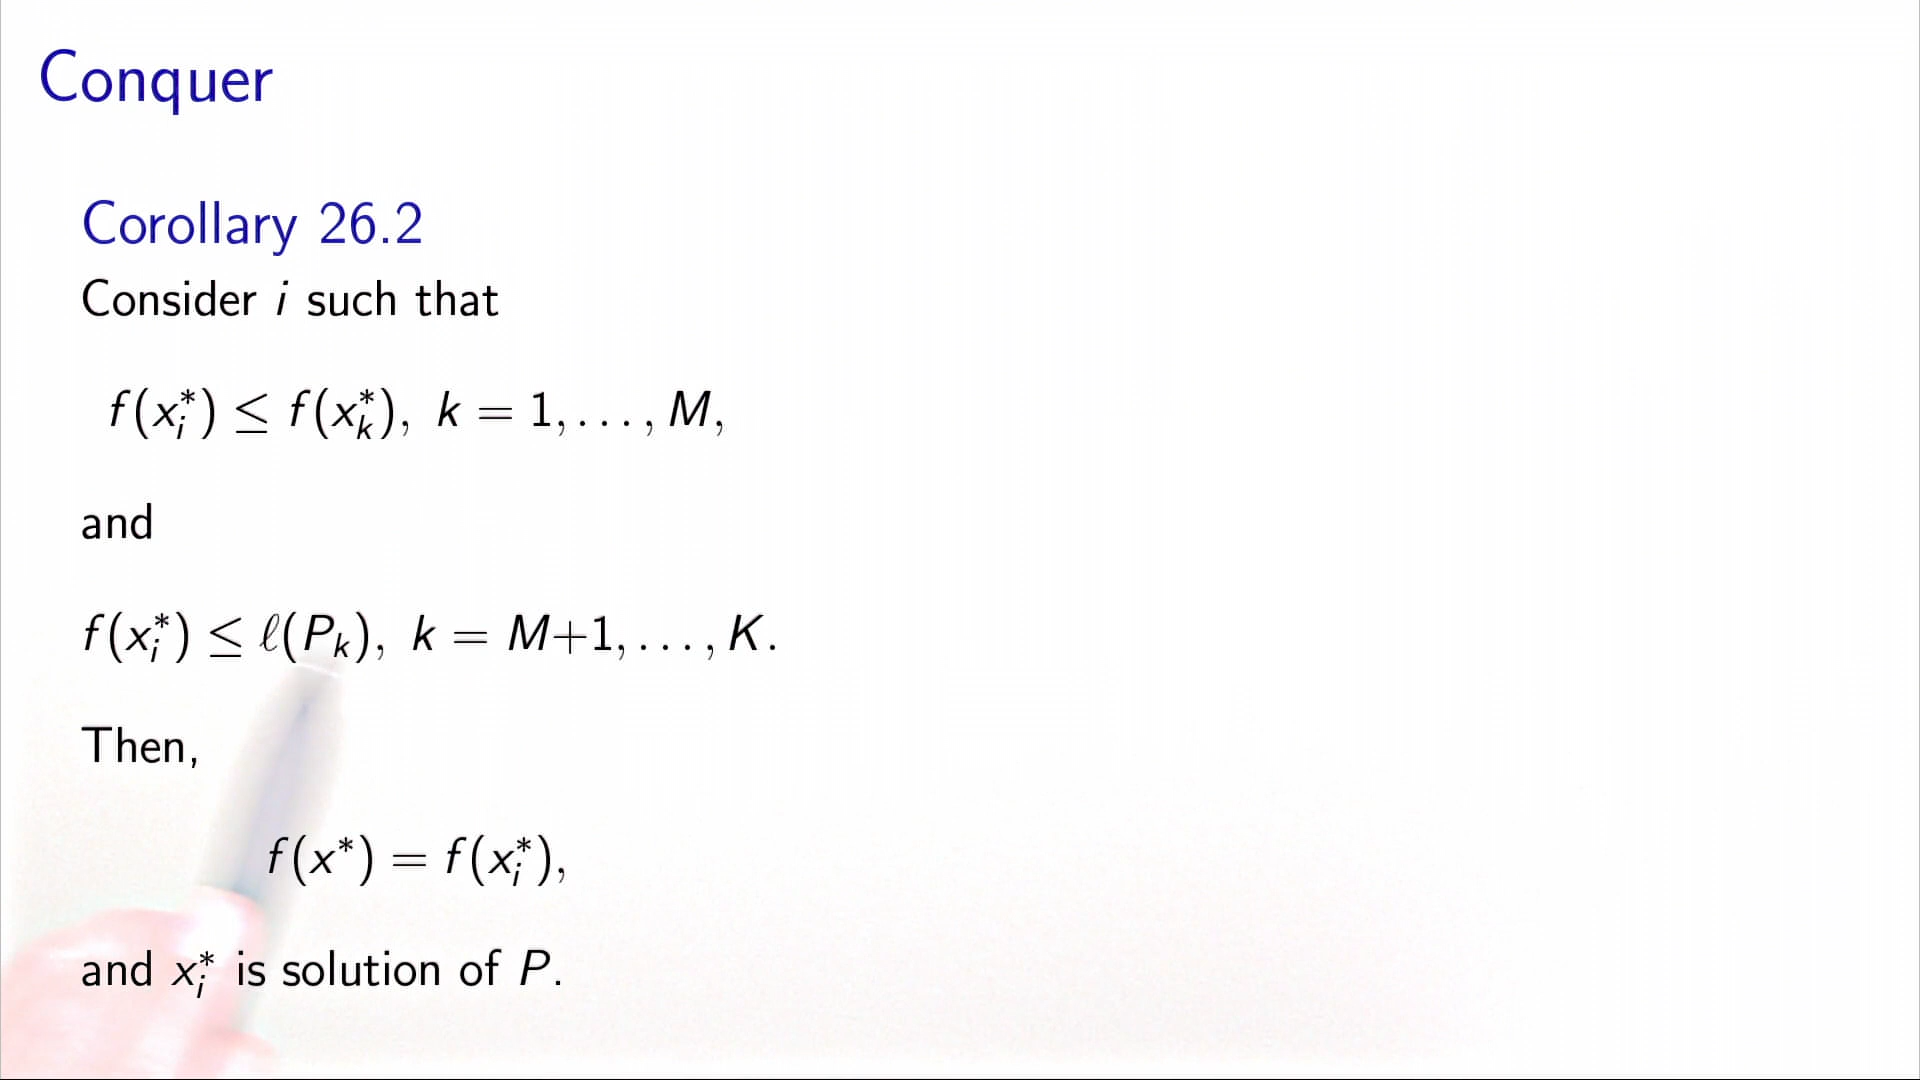 Conquer
Corollary 26.2
Consider i such that
f(x_i^*) ≤ f(x_k^*), k = 1, . . . , M,
and
f(x_i^*) ≤ ℓ(P_k), k = M+1, . . . , K.
Then,
f(x^*) = f(x_i^*),
and x_i^* is solution of P.